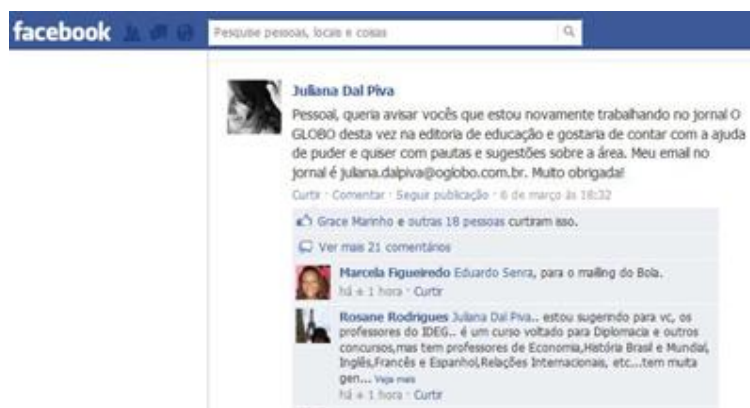 facebook
Pesquise pessoas, locais e coisas
Juliana Dal Piva
Pessoal, queria avisar vocês que estou novamente trabalhando no jornal O
GLOBO desta vez na editoria de educação e gostaria de contar com a ajuda
de puder e quiser com pautas e sugestões sobre a área. Meu email no
jornal é juliana.dalpiva@oglobo.com.br. Muito obrigada!
Curtir · Comentar · Seguir publicação · 6 de março às 18:32
Grace Marinho e outras 18 pessoas curtiram isso.
Ver mais 21 comentários
Marcela Figueiredo Eduardo Senra, para o mailing do Bola.
há ± 1 hora · Curtir
Rosane Rodrigues Juliana Dal Piva.. estou sugerindo para vc, os
professores do IDEG.. é um curso voltado para Diplomacia e outros
concursos,mas tem professores de Economia,História Brasil e Mundial,
Inglês,Francês e Espanhol,Relações Internacionais, etc...tem muita
gen... Veja mais
há ± 1 hora · Curtir